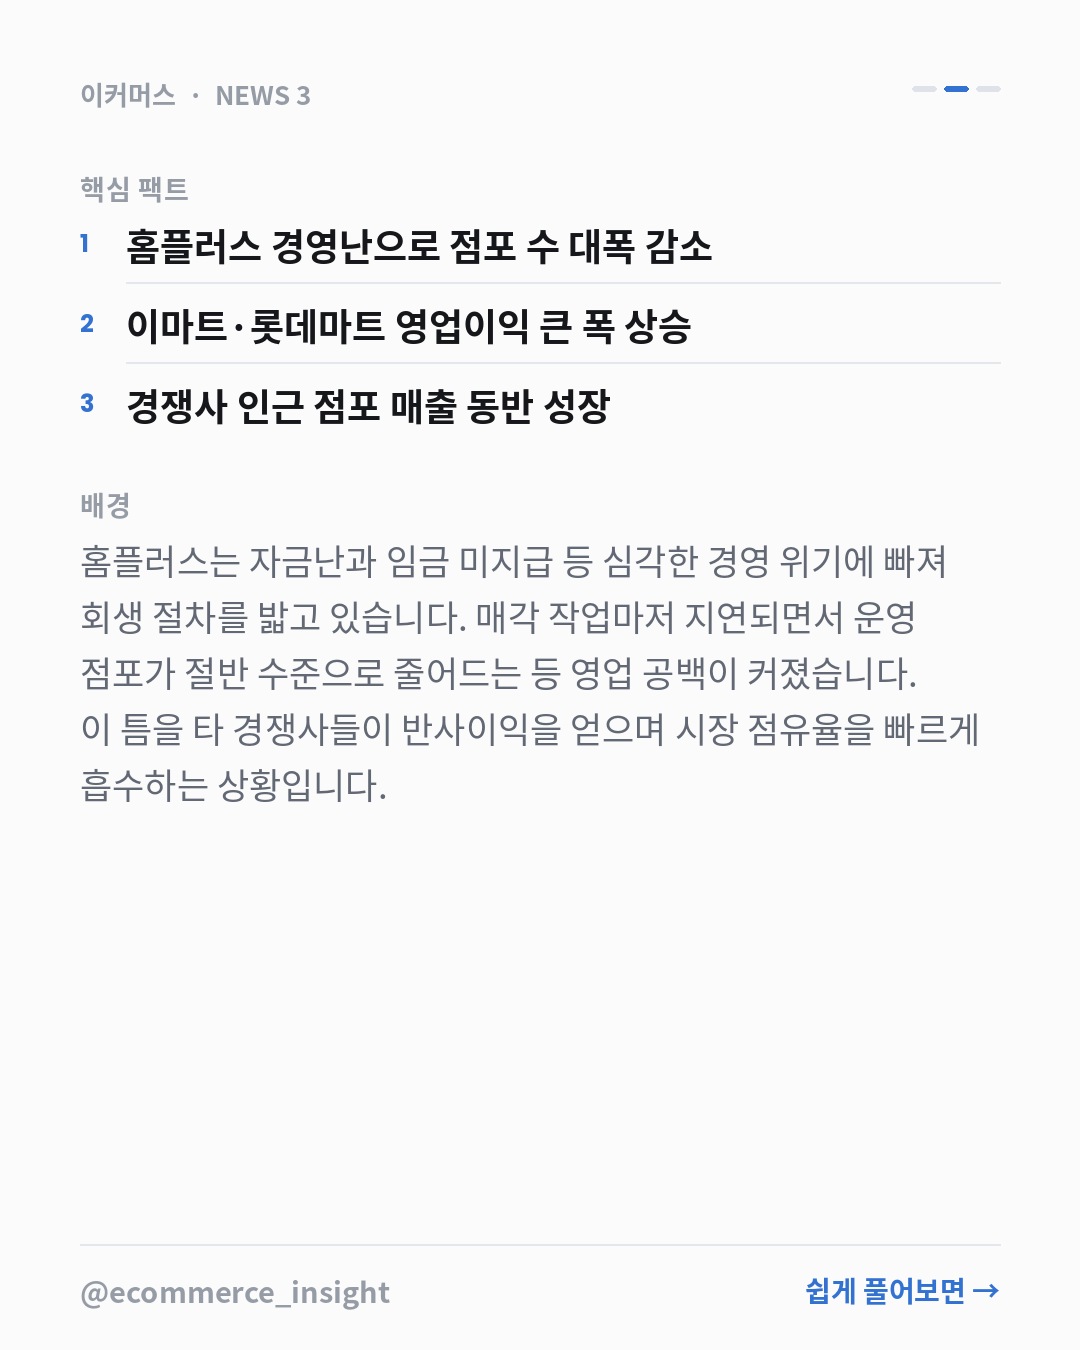 이커머스 · NEWS 3
핵심 팩트
1 홈플러스 경영난으로 점포 수 대폭 감소
2 이마트·롯데마트 영업이익 큰 폭 상승
3 경쟁사 인근 점포 매출 동반 성장
배경
홈플러스는 자금난과 임금 미지급 등 심각한 경영 위기에 빠져
회생 절차를 밟고 있습니다. 매각 작업마저 지연되면서 운영
점포가 절반 수준으로 줄어드는 등 영업 공백이 커졌습니다.
이 틈을 타 경쟁사들이 반사이익을 얻으며 시장 점유율을 빠르게
흡수하는 상황입니다.
@ecommerce_insight
쉽게 풀어보면 →